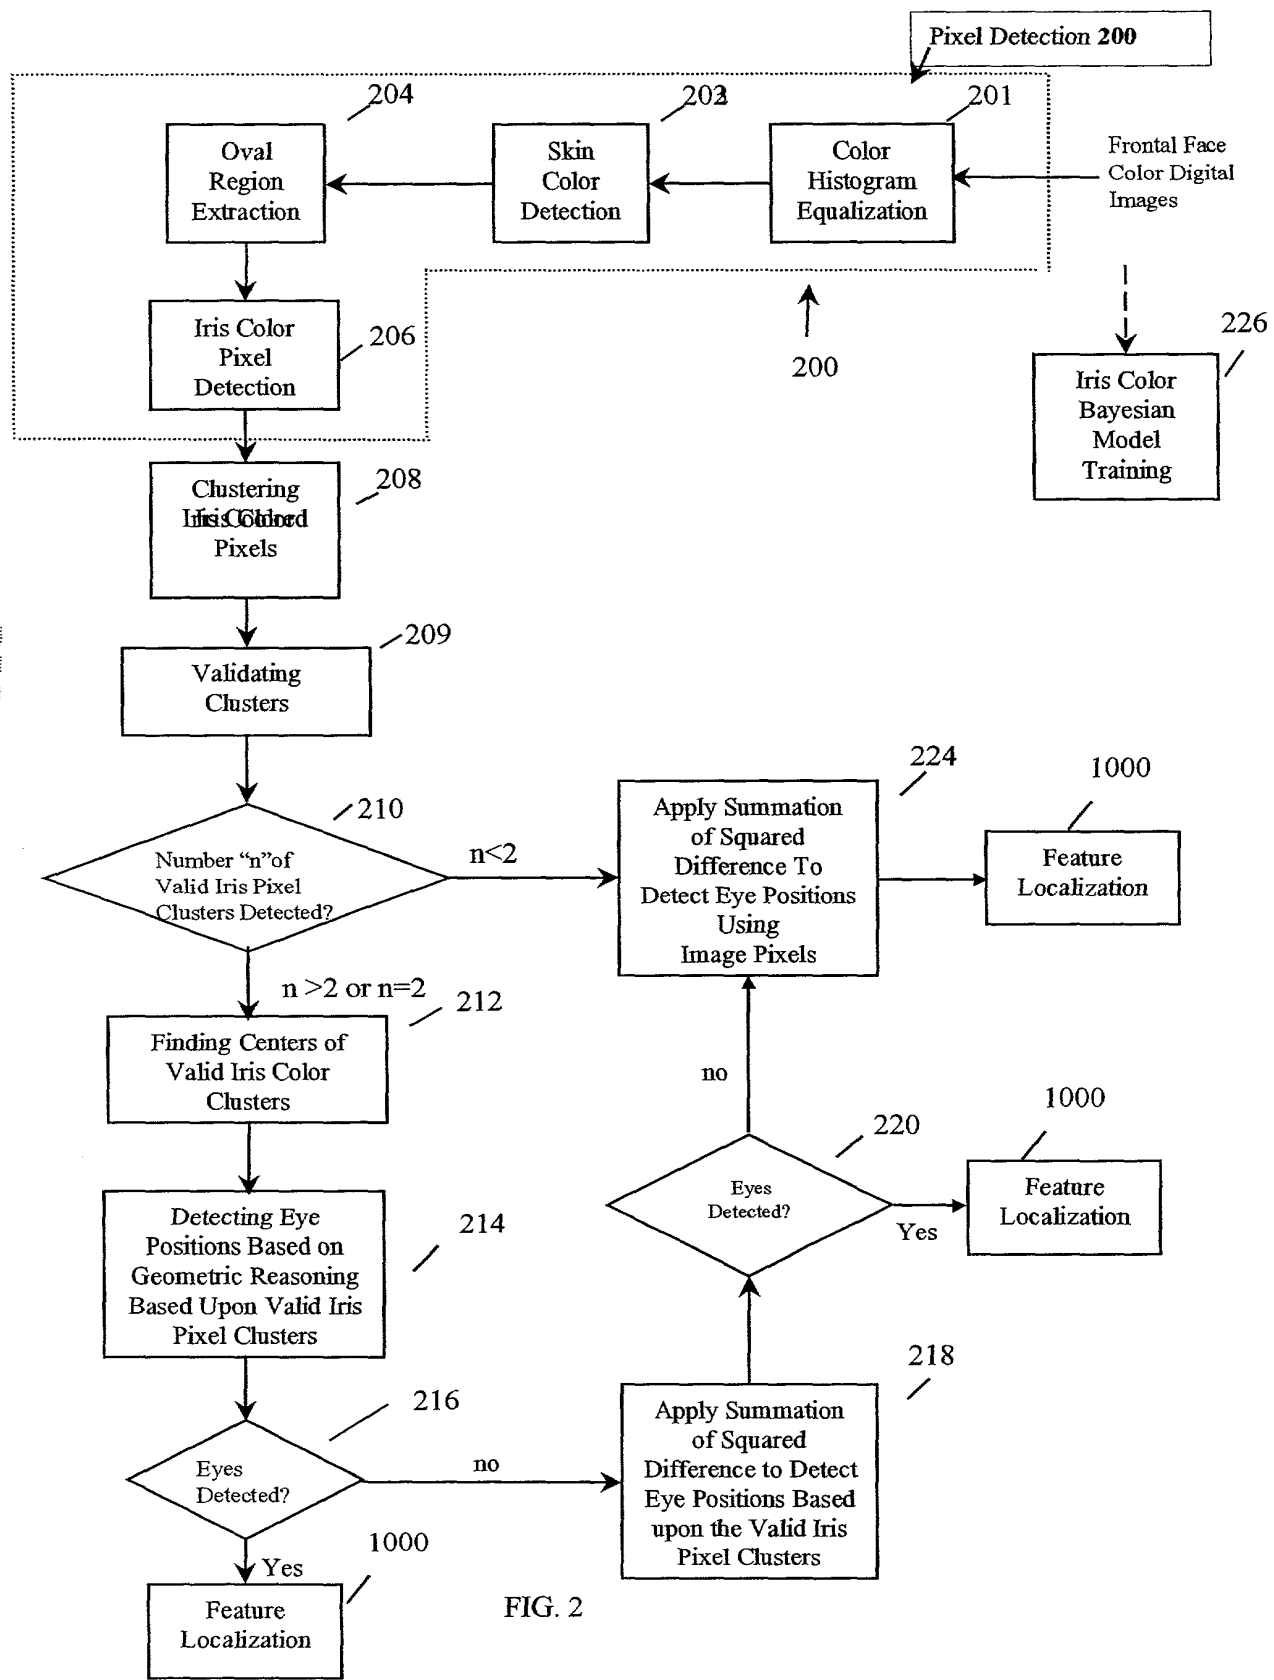 Pixel Detection 200
204
201
Oval
Region
Extraction
Skin
Color
Detection
Color
Histogram
Equalization
Frontal Face
Color Digital
Images
Iris Color
Pixel
Detection
206
200
226
Iris Color
Bayesian
Model
Training
Clustering
Pixels
208
209
Validating
Clusters
210
Number “n”of
Valid Iris Pixel
Clusters Detected?
n<2
n >2 or n=2
224
Apply Summation
of Squared
Difference To
Detect Eye Positions
Using
Image Pixels
1000
Feature
Localization
212
Finding Centers of
Valid Iris Color
Clusters
no
220
Eyes
Detected?
Yes
1000
Feature
Localization
214
Detecting Eye
Positions Based on
Geometric Reasoning
Based Upon Valid Iris
Pixel Clusters
216
Eyes
Detected?
no
218
Apply Summation
of Squared
Difference to Detect
Eye Positions Based
upon the Valid Iris
Pixel Clusters
Yes
1000
Feature
Localization
FIG. 2